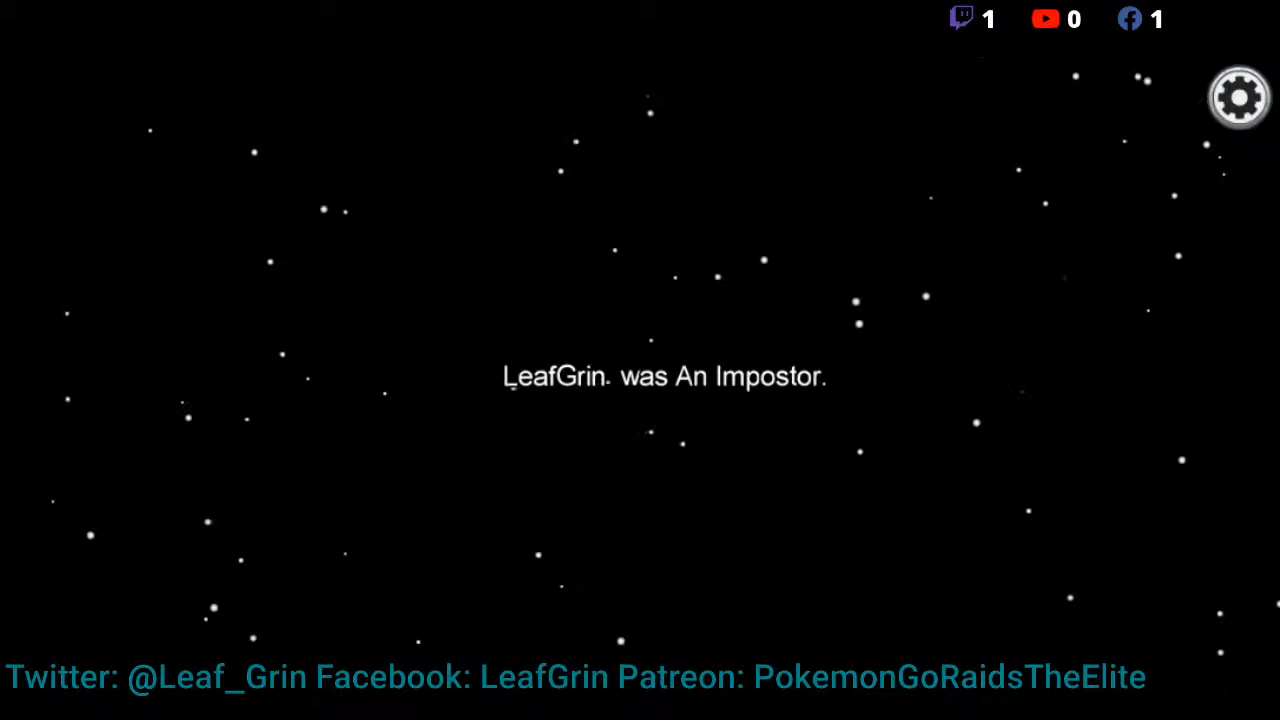 1 0 1
LeafGrin. was An Impostor.
Twitter: @Leaf_Grin Facebook: LeafGrin Patreon: PokemonGoRaidsTheElite